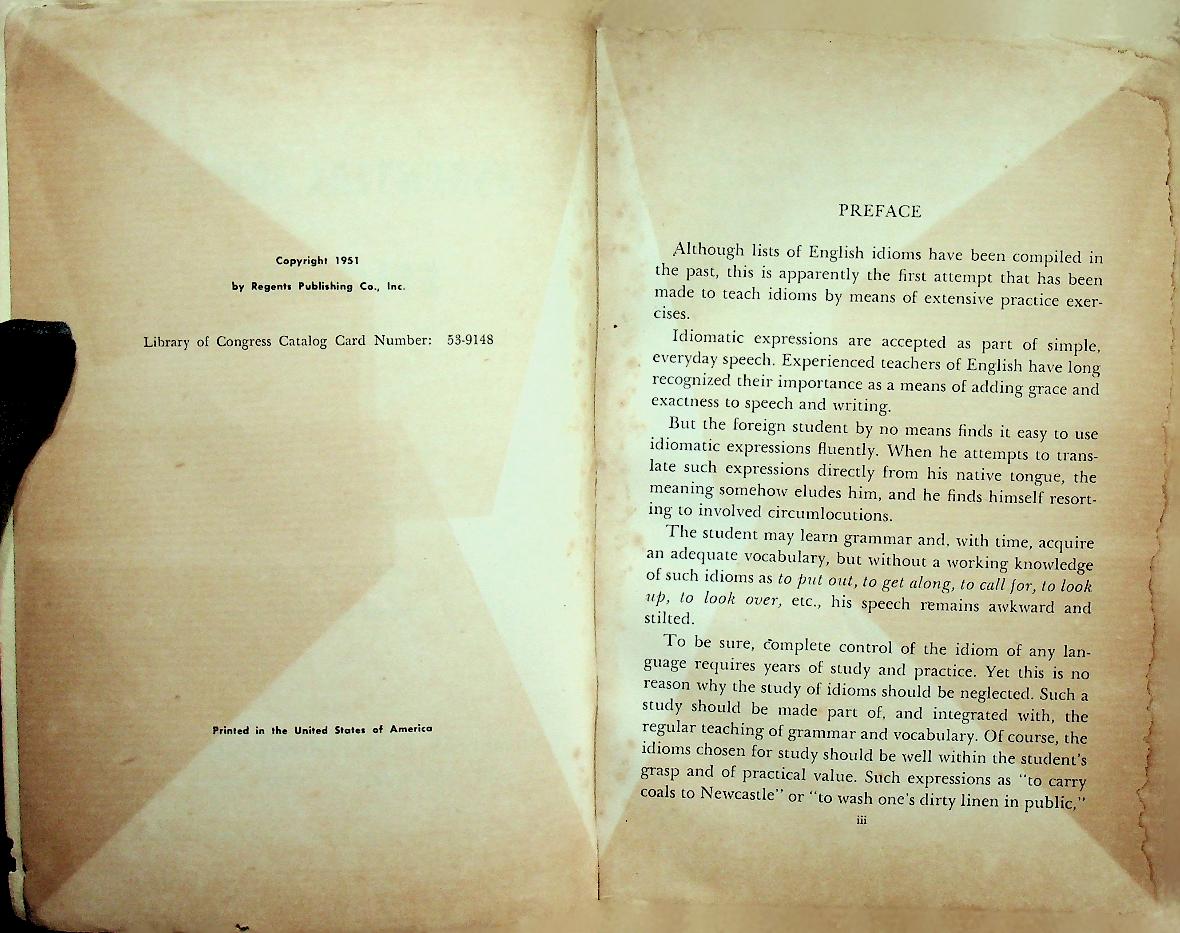 Copyright 1951
by Regents Publishing Co., Inc.
Library of Congress Catalog Card Number: 53-9148
Printed in the United States of America
PREFACE
Although lists of English idioms have been compiled in
the past, this is apparently the first attempt that has been
made to teach idioms by means of extensive practice exer-
cises.
Idiomatic expressions are accepted as part of simple,
everyday speech. Experienced teachers of English have long
recognized their importance as a means of adding grace and
exactness to speech and writing.
But the foreign student by no means finds it easy to use
idiomatic expressions fluently. When he attempts to trans-
late such expressions directly from his native tongue, the
meaning somehow eludes him, and he finds himself resort-
ing to involved circumlocutions.
The student may learn grammar and, with time, acquire
an adequate vocabulary, but without a working knowledge
of such idioms as to put out, to get along, to call for, to look
up, to look over, etc., his speech remains awkward and
stilted.
To be sure, complete control of the idiom of any lan-
guage requires years of study and practice. Yet this is no
reason why the study of idioms should be neglected. Such a
study should be made part of, and integrated with, the
regular teaching of grammar and vocabulary. Of course, the
idioms chosen for study should be well within the student's
grasp and of practical value. Such expressions as "to carry
coals to Newcastle" or "to wash one's dirty linen in public,"
iii